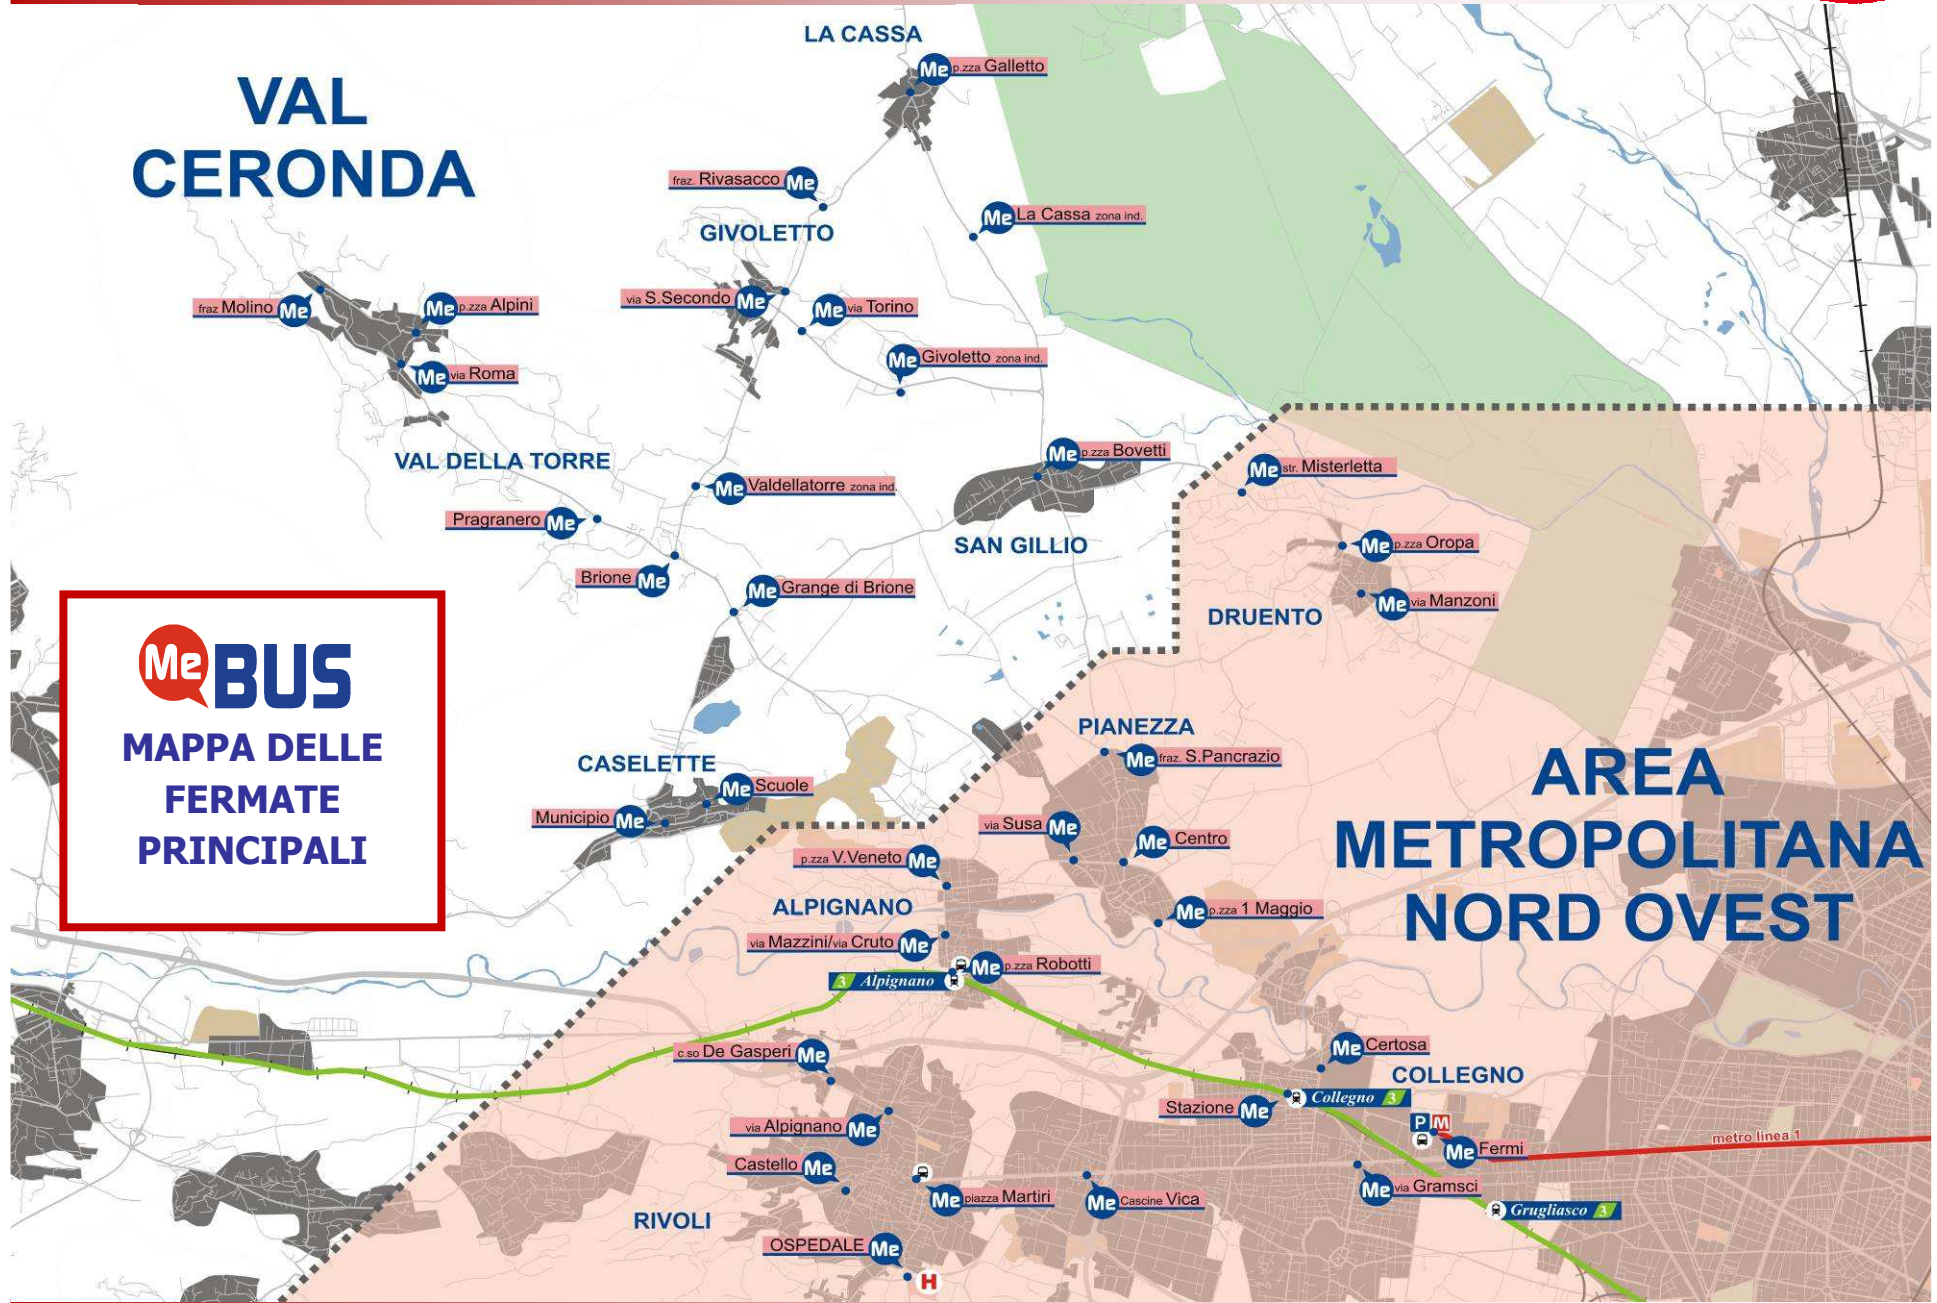 LA CASSA
Me p.zza Galletto
VAL
CERONDA
fraz. Rivasacco Me
Me La Cassa zona ind.
GIVOLETTO
fraz Molino Me
Me p.zza Alpini
via S.Secondo Me
Me via Torino
Me Givoletto zona ind.
Me via Roma
VAL DELLA TORRE
Me p.zza Bovetti
Me str. Misterletta
Me Valdellatorre zona ind.
Pragranero Me
SAN GILLIO
Me p.zza Oropa
Brione Me
Me Grange di Brione
Me via Manzoni
DRUENTO
Me BUS
MAPPA DELLE
FERMATE
PRINCIPALI
PIANEZZA
Me fraz. S.Pancrazio
CASELETTE
Me Scuole
Municipio Me
via Susa Me
Me Centro
AREA
METROPOLITANA
NORD OVEST
p.zza V.Veneto Me
ALPIGNANO
Me p.zza 1 Maggio
via Mazzini/via Cruto Me
Me p.zza Robotti
3 Alpignano
c.so De Gasperi Me
Me Certosa
COLLEGNO
Collegno 3
Stazione Me
P M
via Alpignano Me
Me Fermi
metro linea 1
Castello Me
Me piazza Martiri
Me Cascine Vica
Me via Gramsci
Grugliasco 3
RIVOLI
OSPEDALE Me
H